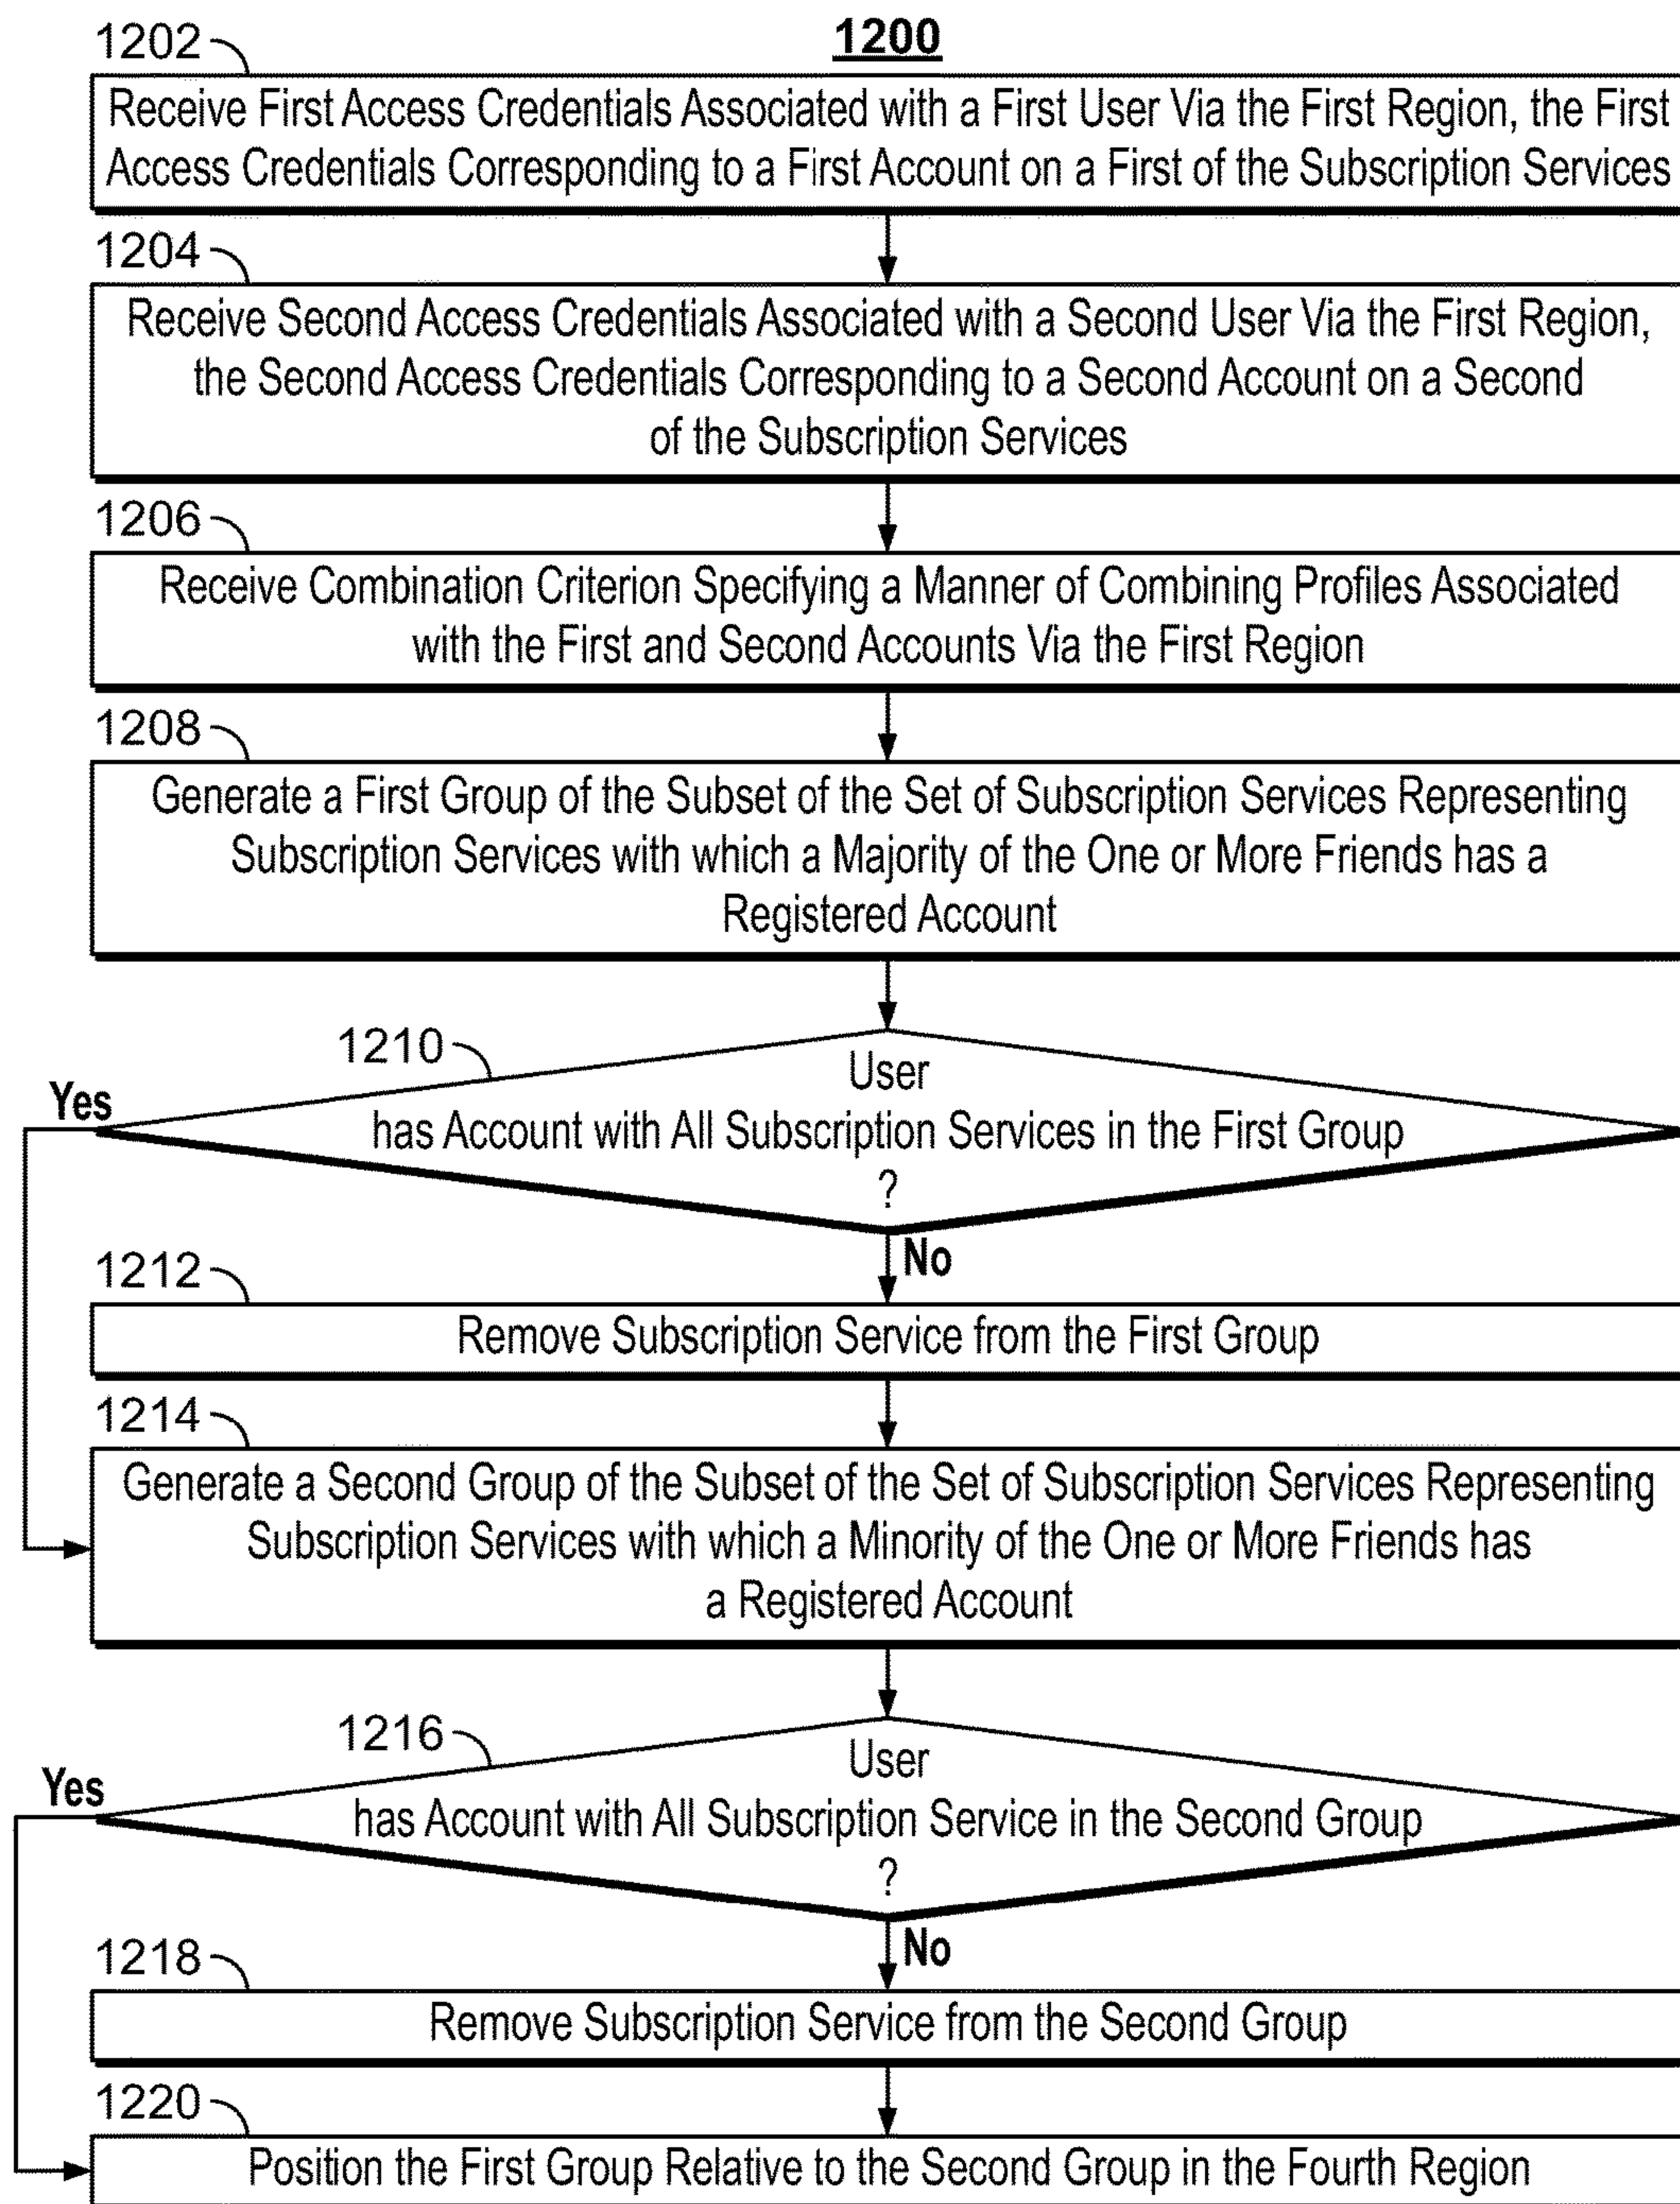 1200
1202
Receive First Access Credentials Associated with a First User Via the First Region, the First
Access Credentials Corresponding to a First Account on a First of the Subscription Services
1204
Receive Second Access Credentials Associated with a Second User Via the First Region,
the Second Access Credentials Corresponding to a Second Account on a Second
of the Subscription Services
1206
Receive Combination Criterion Specifying a Manner of Combining Profiles Associated
with the First and Second Accounts Via the First Region
1208
Generate a First Group of the Subset of the Set of Subscription Services Representing
Subscription Services with which a Majority of the One or More Friends has a
Registered Account
1210
User
has Account with All Subscription Services in the First Group
?
Yes
No
1212
Remove Subscription Service from the First Group
1214
Generate a Second Group of the Subset of the Set of Subscription Services Representing
Subscription Services with which a Minority of the One or More Friends has
a Registered Account
1216
User
has Account with All Subscription Service in the Second Group
?
Yes
No
1218
Remove Subscription Service from the Second Group
1220
Position the First Group Relative to the Second Group in the Fourth Region